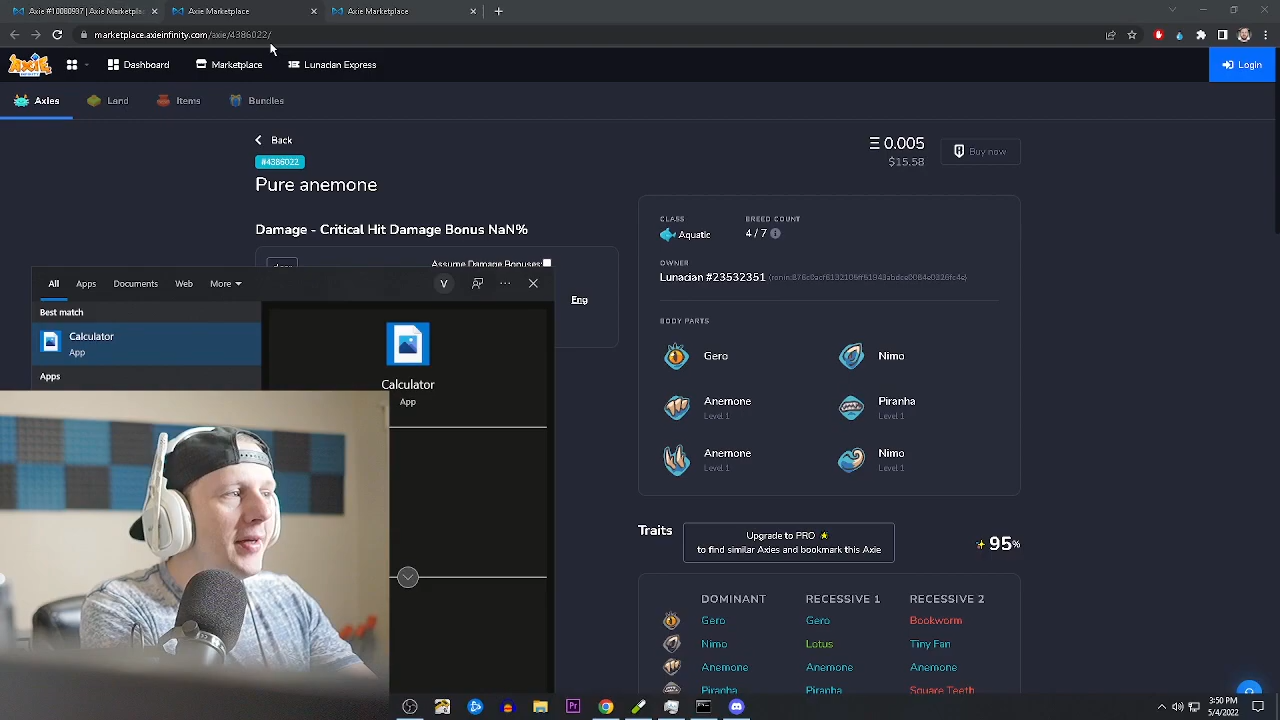 Axie #10080937 | Axie Marketplace
Axie Marketplace
Lunadian Axie Marketplace
marketplace.axieinfinity.com/axie/4386022/
AXIE INFINITY
Dashboard
Marketplace
Lunadian Express
Login
Axies
Land
Items
Bundles
Back
Ξ 0.005
#4386022
$15.58
Buy now
Pure anemone
CLASS
BREED COUNT
Aquatic
4 / 7
Damage - Critical Hit Damage Bonus NaN%
Assume Damage Bonuses:
OWNER
Lunacian #23532351
Eng
All
Apps
Documents
Web
More
V
Best match
Calculator
App
Apps
Calculator
App
BODY PARTS
Gero
Nimo
Anemone
Level 1
Piranha
Level 1
Anemone
Level 1
Nimo
Level 1
Traits
Upgrade to PRO
to find similar Axies and bookmark this Axie
95%
DOMINANT
RECESSIVE 1
RECESSIVE 2
Gero
Gero
Bookworm
Nimo
Lotus
Tiny Fan
Anemone
Anemone
Anemone
Piranha
Piranha
Square Teeth
Pr
3:50 PM
5/4/2022